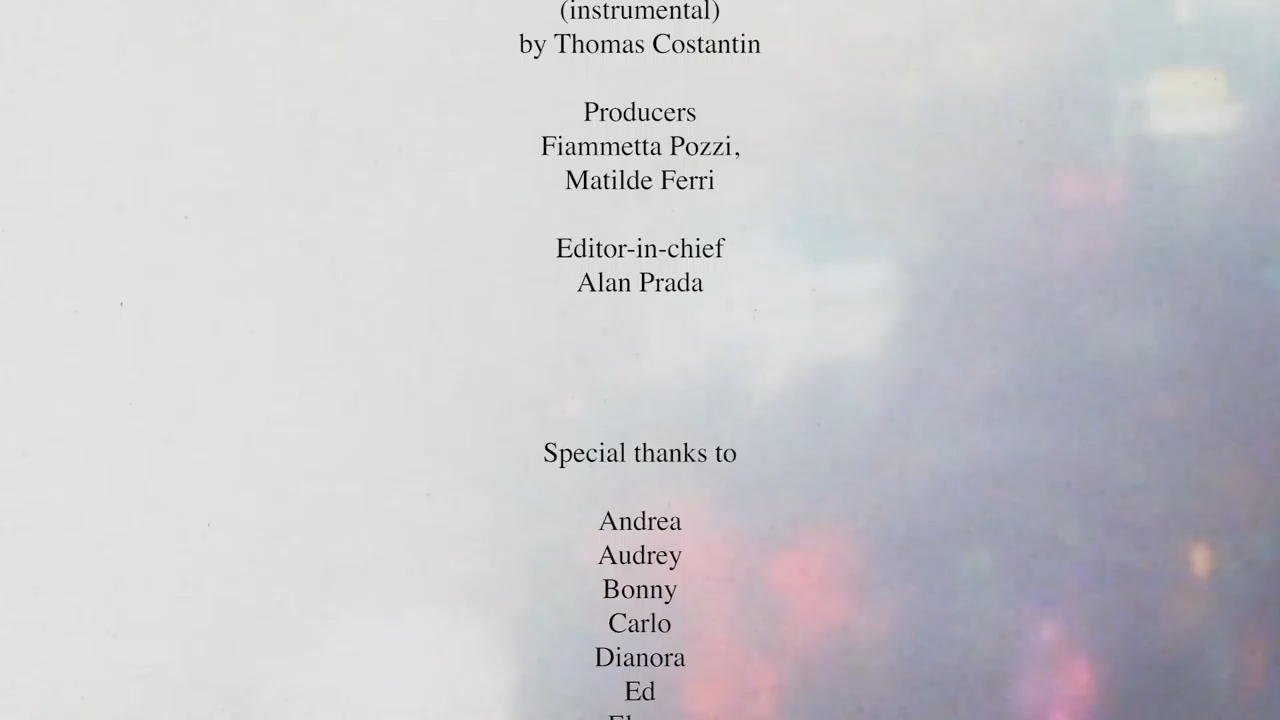 (instrumental)
by Thomas Costantin
Producers
Fiammetta Pozzi,
Matilde Ferri
Editor-in-chief
Alan Prada
Special thanks to
Andrea
Audrey
Bonny
Carlo
Dianora
Ed